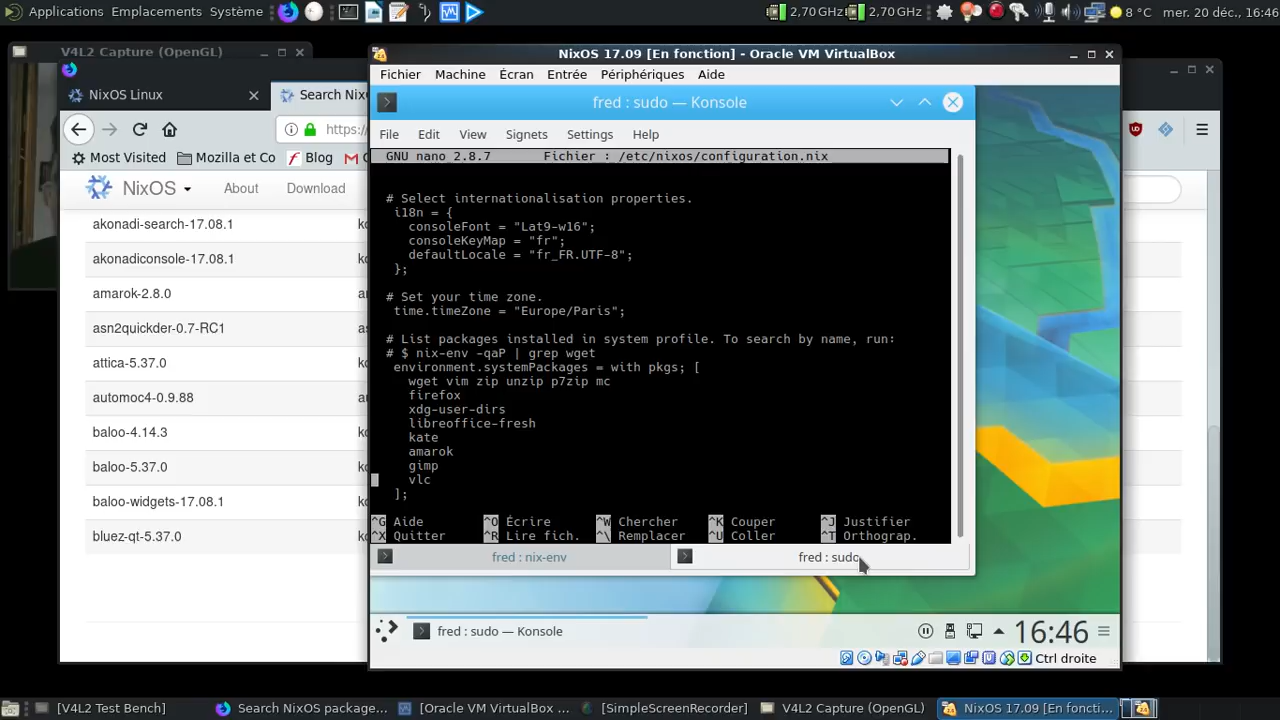 Applications Emplacements Système
2,70 GHz 2,70 GHz
8 °C mer. 20 déc., 16:46
V4L2 Capture (OpenGL)
NixOS 17.09 [En fonction] - Oracle VM VirtualBox
Fichier Machine Écran Entrée Périphériques Aide
NixOS Linux
Search Nix
https:/
Most Visited Mozilla et Co Blog
NixOS About Download
akonadi-search-17.08.1
akonadiconsole-17.08.1
amarok-2.8.0
asn2quickder-0.7-RC1
attica-5.37.0
automoc4-0.9.88
baloo-4.14.3
baloo-5.37.0
baloo-widgets-17.08.1
bluez-qt-5.37.0
fred : sudo — Konsole
File Edit View Signets Settings Help
GNU nano 2.8.7 Fichier : /etc/nixos/configuration.nix
# Select internationalisation properties.
i18n = {
consoleFont = "Lat9-w16";
consoleKeyMap = "fr";
defaultLocale = "fr_FR.UTF-8";
};
# Set your time zone.
time.timeZone = "Europe/Paris";
# List packages installed in system profile. To search by name, run:
# $ nix-env -qaP | grep wget
environment.systemPackages = with pkgs; [
wget vim zip unzip p7zip mc
firefox
xdg-user-dirs
libreoffice-fresh
kate
amarok
gimp
vlc
];
^G Aide ^O Écrire ^W Chercher ^K Couper ^J Justifier
^X Quitter ^R Lire fich. ^\ Remplacer ^U Coller ^T Orthograp.
fred : nix-env fred : sudo
fred : sudo — Konsole
16:46
Ctrl droite
[V4L2 Test Bench] Search NixOS package... [Oracle VM VirtualBox ... [SimpleScreenRecorder] V4L2 Capture (OpenGL) NixOS 17.09 [En foncti...